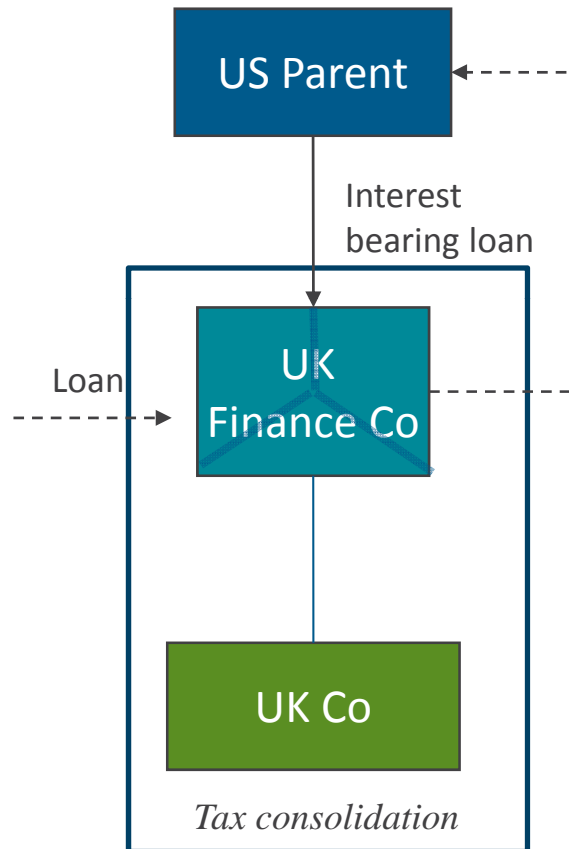 US Parent
Interest
bearing loan
Loan
UK
Finance Co
UK Co
Tax consolidation